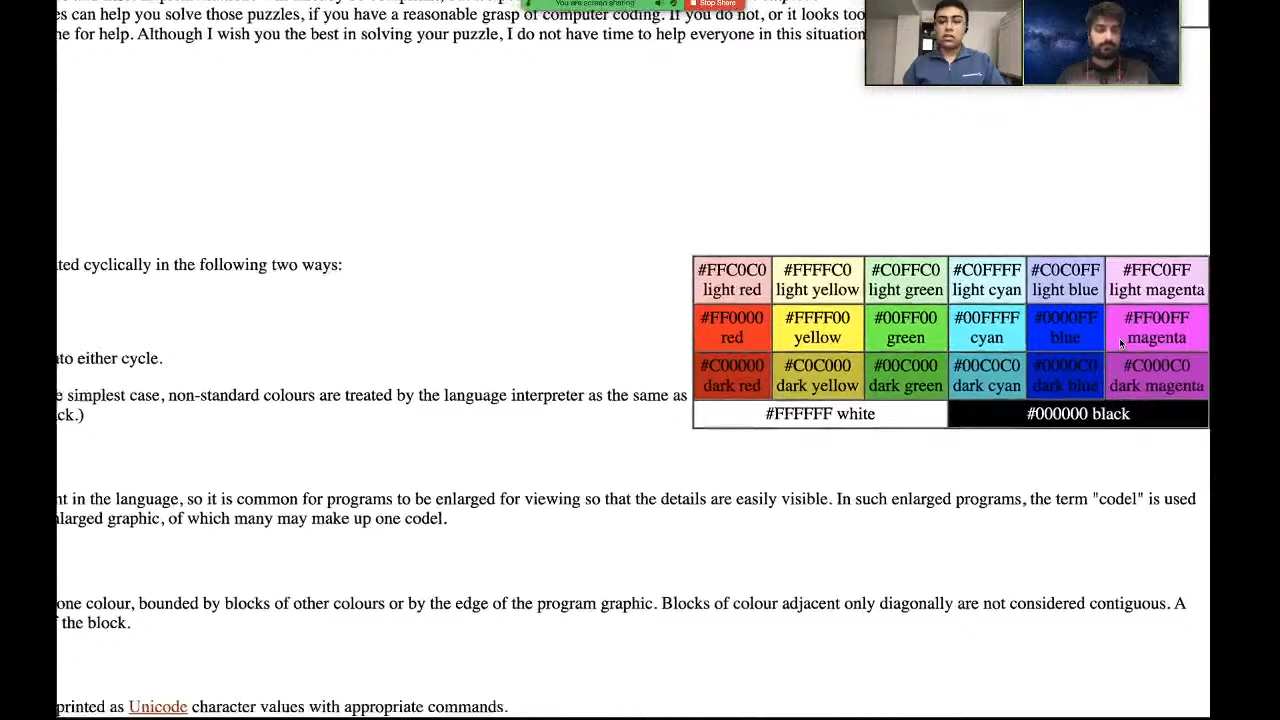 You are screen sharing
Stop Share
es can help you solve those puzzles, if you have a reasonable grasp of computer coding. If you do not, or it looks too
ne for help. Although I wish you the best in solving your puzzle, I do not have time to help everyone in this situation
ted cyclically in the following two ways:
#FFC0C0 #FFFFC0 #C0FFC0 #C0FFFF #C0C0FF #FFC0FF
light red light yellow light green light cyan light blue light magenta
#FF0000 #FFFF00 #00FF00 #00FFFF #0000FF #FF00FF
red yellow green cyan blue magenta
to either cycle.
#C00000 #C0C000 #00C000 #00C0C0 #0000C0 #C000C0
dark red dark yellow dark green dark cyan dark blue dark magenta
e simplest case, non-standard colours are treated by the language interpreter as the same as
ck.)
#FFFFFF white #000000 black
nt in the language, so it is common for programs to be enlarged for viewing so that the details are easily visible. In such enlarged programs, the term "codel" is used
nlarged graphic, of which many may make up one codel.
one colour, bounded by blocks of other colours or by the edge of the program graphic. Blocks of colour adjacent only diagonally are not considered contiguous. A
f the block.
printed as Unicode character values with appropriate commands.